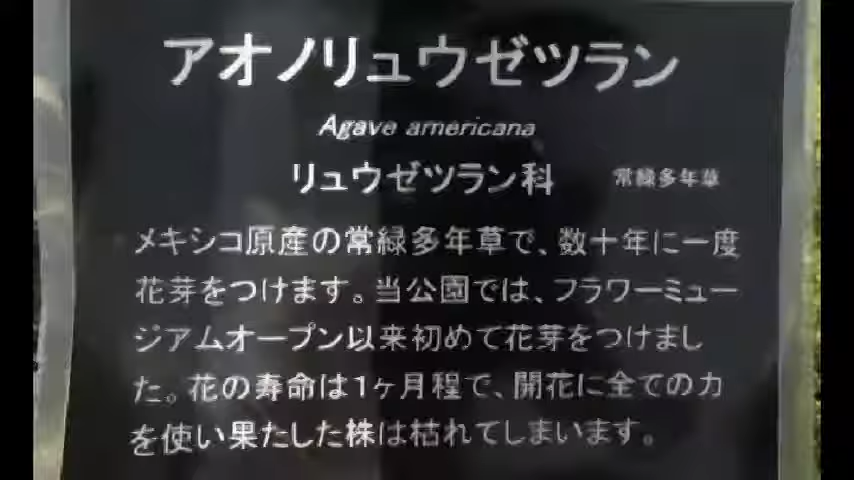 アオノリュウゼツラン
Agave americana
リュウゼツラン科 常緑多年草
メキシコ原産の常緑多年草で、数十年に一度
花芽をつけます。当公園では、フラワーミュー
ジアムオープン以来初めて花芽をつけまし
た。花の寿命は1ヶ月程で、開花に全ての力
を使い果たした株は枯れてしまいます。